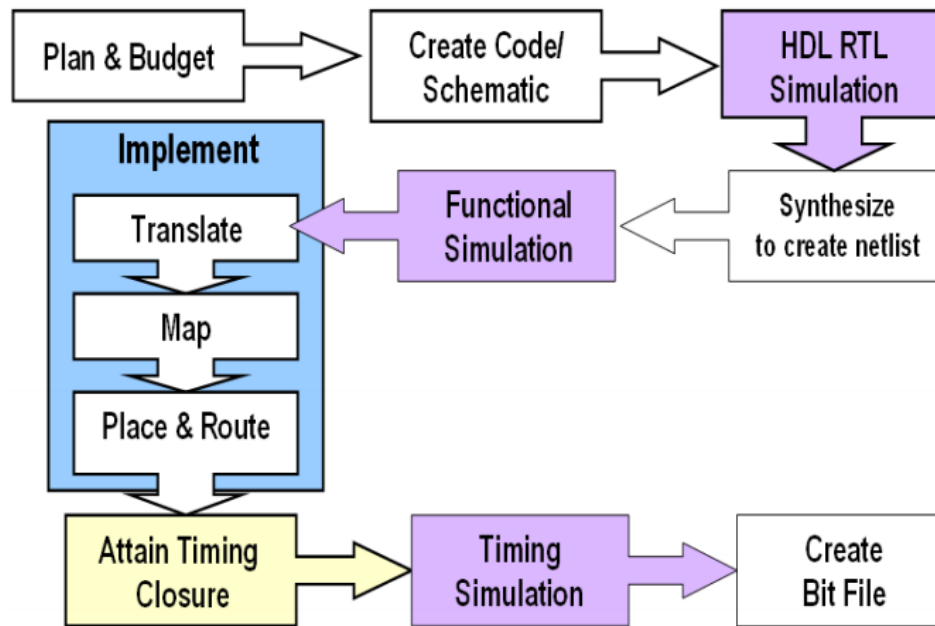 Plan & Budget
Create Code/
Schematic
HDL RTL
Simulation
Implement
Translate
Functional
Simulation
Synthesize
to create netlist
Map
Place & Route
Attain Timing
Closure
Timing
Simulation
Create
Bit File